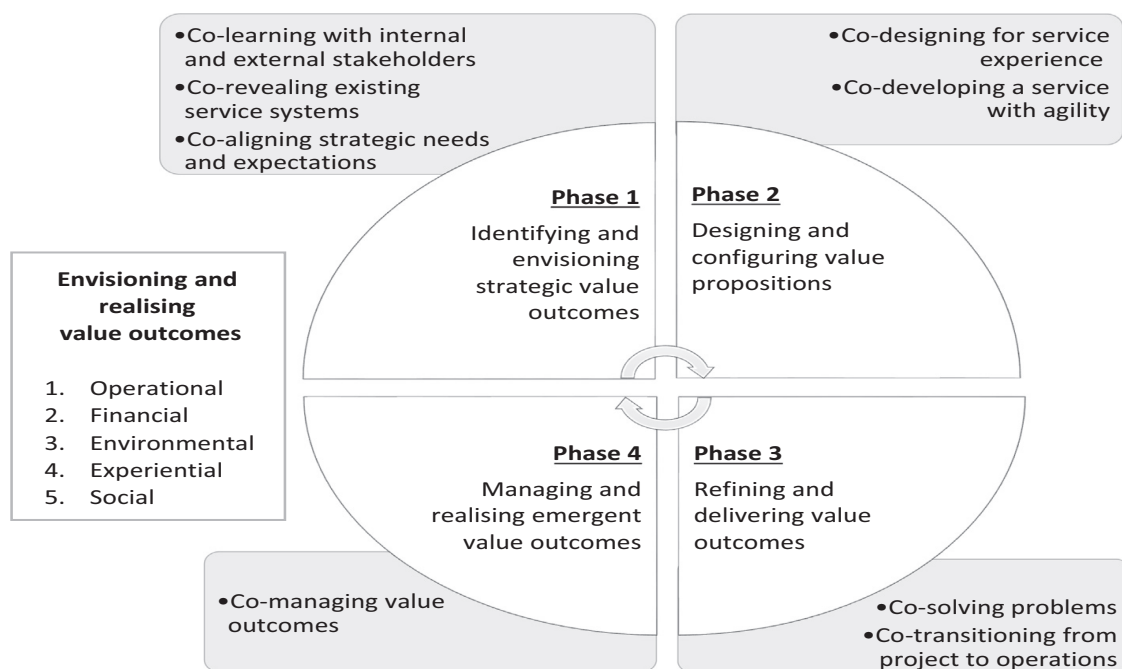 •Co-learning with internal
and external stakeholders
•Co-revealing existing
service systems
•Co-aligning strategic needs
and expectations
•Co-designing for service
experience
•Co-developing a service
with agility
Phase 1
Identifying and
envisioning
strategic value
outcomes
Phase 2
Designing and
configuring value
propositions
Envisioning and
realising
value outcomes
1. Operational
2. Financial
3. Environmental
4. Experiential
5. Social
Phase 4
Managing and
realising emergent
value outcomes
Phase 3
Refining and
delivering value
outcomes
•Co-managing value
outcomes
•Co-solving problems
•Co-transitioning from
project to operations